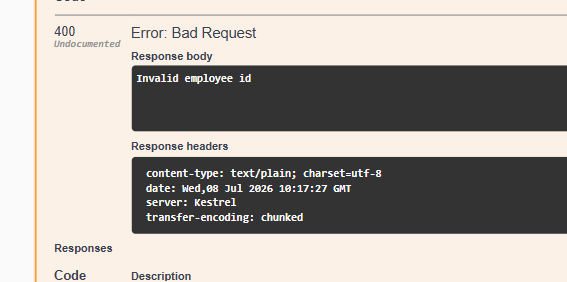 400
Undocumented
Error: Bad Request
Response body
Invalid employee id
Response headers
content-type: text/plain; charset=utf-8
date: Wed,08 Jul 2026 10:17:27 GMT
server: Kestrel
transfer-encoding: chunked
Responses
Code
Description